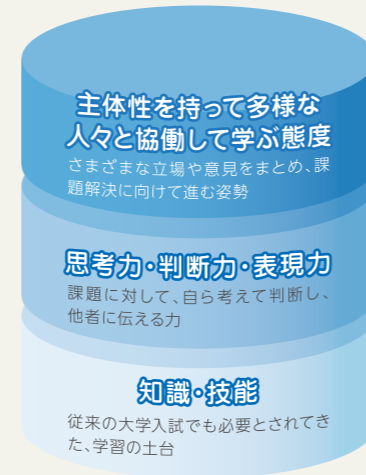 主体性を持って多様な
人々と協働して学ぶ態度
さまざまな立場や意見をまとめ、課
題解決に向けて進む姿勢
思考力・判断力・表現力
課題に対して、自ら考えて判断し、
他者に伝える力
知識・技能
従来の大学入試でも必要とされてき
た、学習の土台